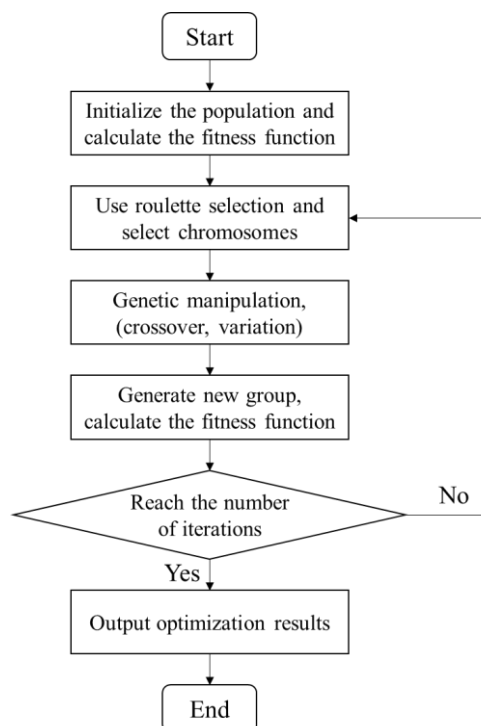 Start
Initialize the population and
calculate the fitness function
Use roulette selection and
select chromosomes
Genetic manipulation,
(crossover, variation)
Generate new group,
calculate the fitness function
Reach the number
of iterations
No
Yes
Output optimization results
End